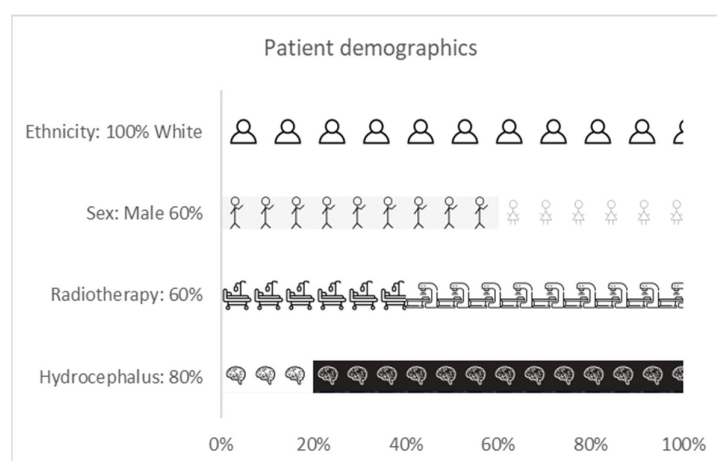 Patient demographics
Ethnicity: 100% White
Sex: Male 60%
Radiotherapy: 60%
Hydrocephalus: 80%
0% 20% 40% 60% 80% 100%